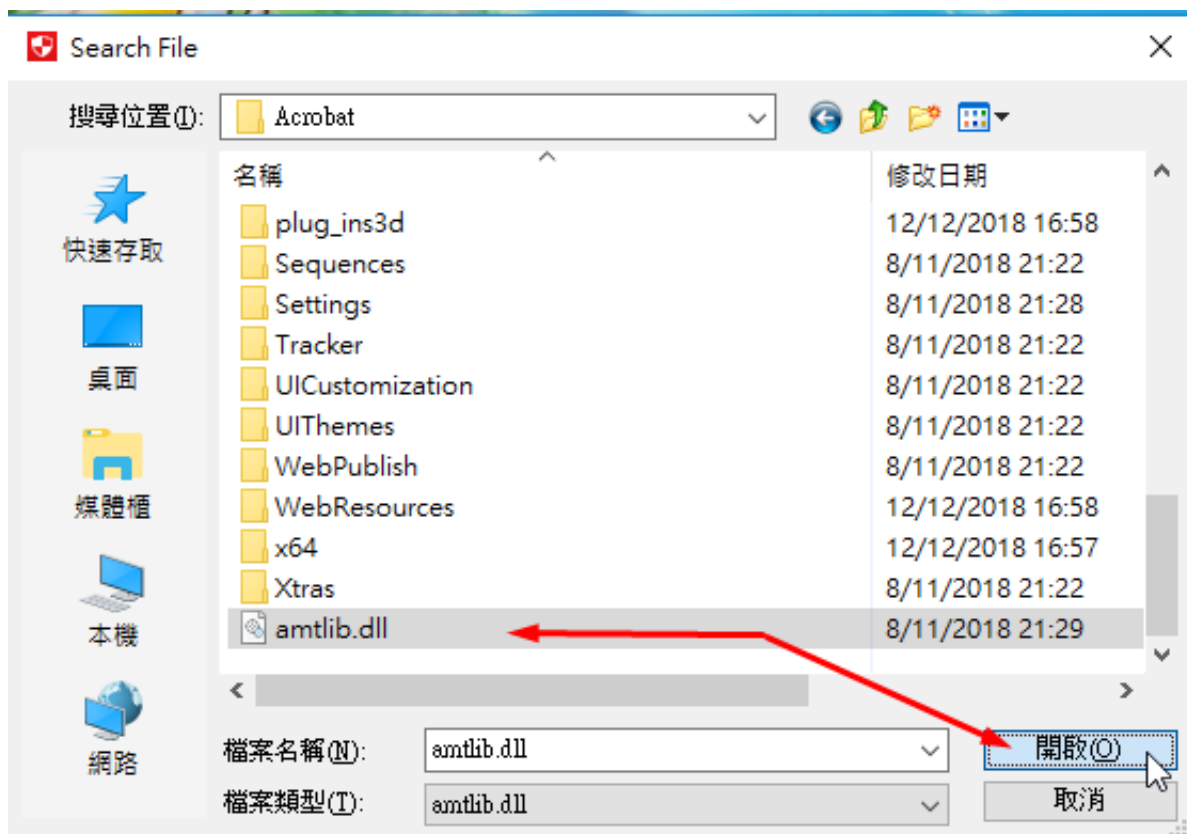 Search File
搜尋位置(I):
Acrobat
名稱
修改日期
快速存取
桌面
媒體櫃
本機
網路
plug_ins3d 12/12/2018 16:58
Sequences 8/11/2018 21:22
Settings 8/11/2018 21:28
Tracker 8/11/2018 21:22
UICustomization 8/11/2018 21:22
UIThemes 8/11/2018 21:22
WebPublish 8/11/2018 21:22
WebResources 12/12/2018 16:58
x64 12/12/2018 16:57
Xtras 8/11/2018 21:22
amtlib.dll 8/11/2018 21:29
檔案名稱(N): amtlib.dll 開啟(O)
檔案類型(T): amtlib.dll 取消